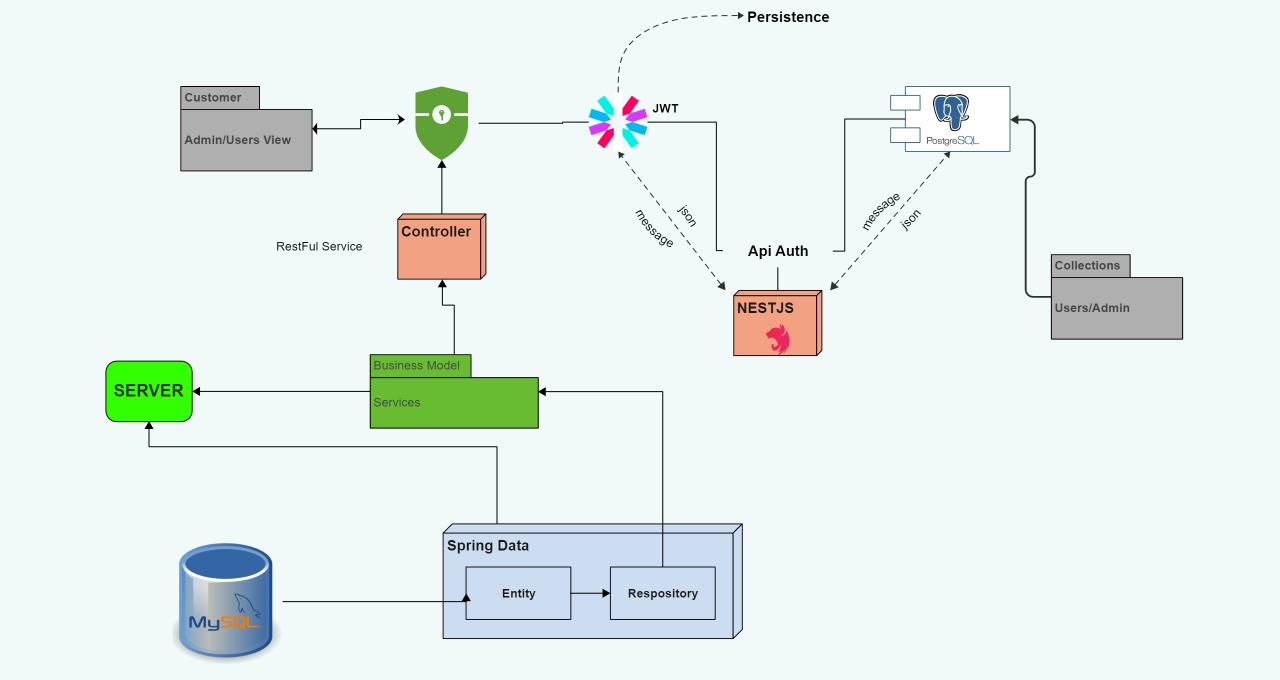 Persistence
Customer
Admin/Users View
JWT
PostgreSQL
message
json
message
json
Controller
RestFul Service
Api Auth
NESTJS
Collections
Users/Admin
Business Model
Services
SERVER
Spring Data
Entity
Respository
MySQL